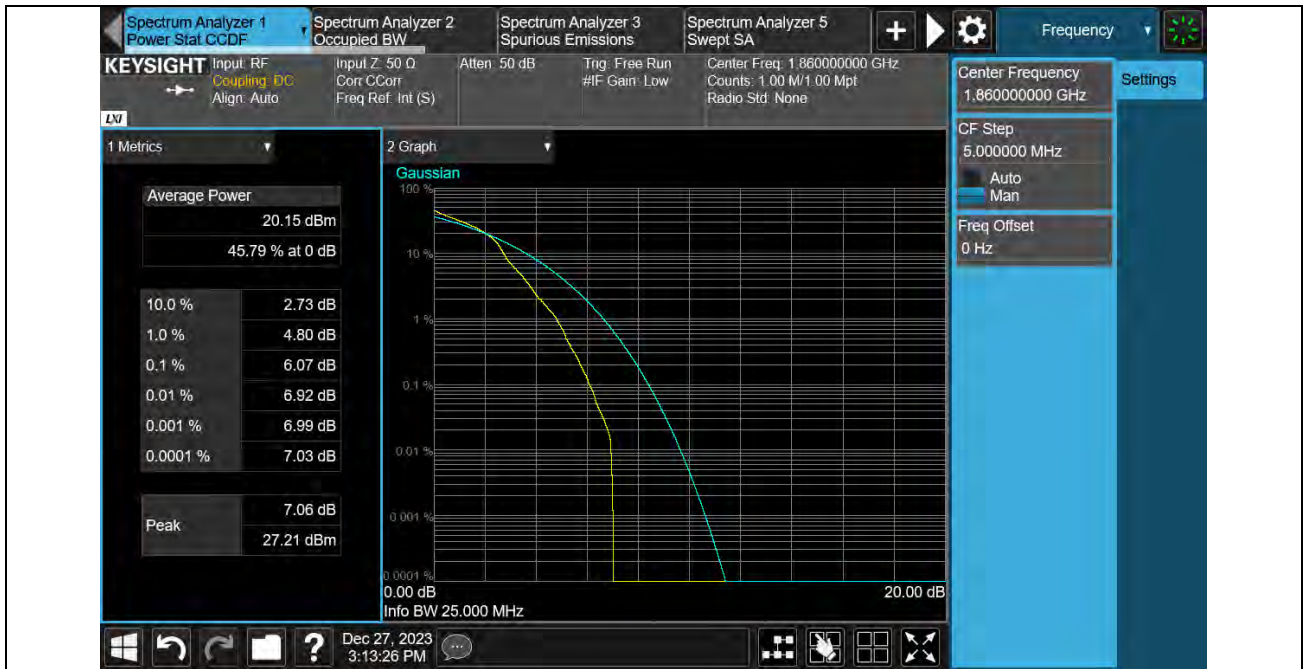 Spectrum Analyzer 1
Power Stat CCDF
Spectrum Analyzer 2
Occupied BW
Spectrum Analyzer 3
Spurious Emissions
Spectrum Analyzer 5
Swept SA
Frequency
KEYSIGHT
LXI
Input: RF
Coupling: DC
Align: Auto
Input Z: 50 Ω
Corr CCorr
Freq Ref: Int (S)
Atten: 50 dB
Trig: Free Run
#IF Gain: Low
Center Freq: 1.860000000 GHz
Counts: 1.00 M/1.00 Mpt
Radio Std: None
Center Frequency
1.860000000 GHz
Settings
CF Step
5.000000 MHz
Auto
Man
Freq Offset
0 Hz
1 Metrics
Average Power
20.15 dBm
45.79 % at 0 dB
10.0 % 2.73 dB
1.0 % 4.80 dB
0.1 % 6.07 dB
0.01 % 6.92 dB
0.001 % 6.99 dB
0.0001 % 7.03 dB
Peak
7.06 dB
27.21 dBm
2 Graph
Gaussian
100 %
10 %
1 %
0.1 %
0.01 %
0.001 %
0.0001 %
0.00 dB
20.00 dB
Info BW 25.000 MHz
?
Dec 27, 2023
3:13:26 PM